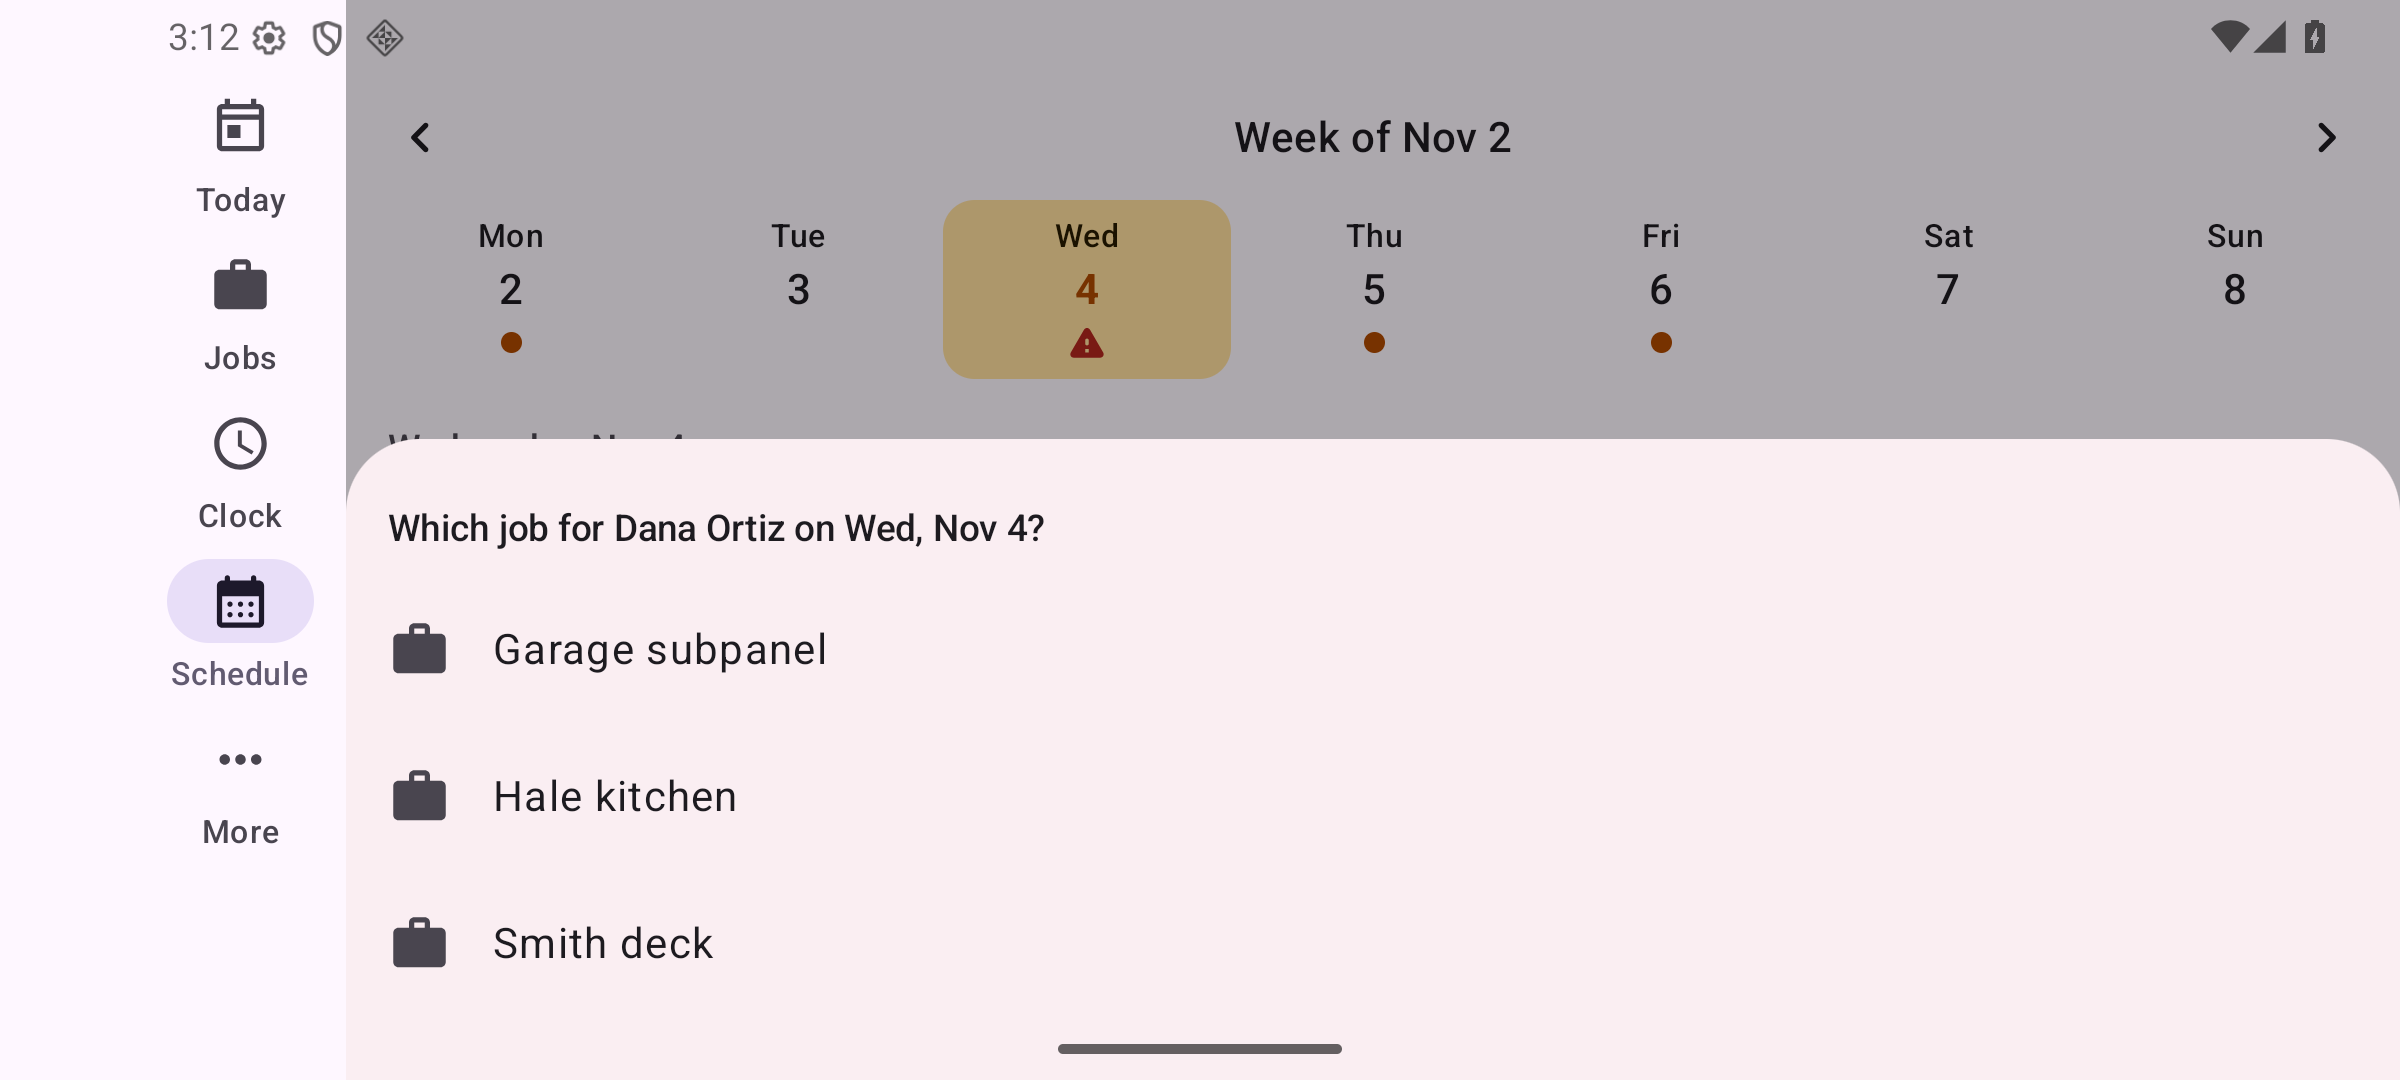 3:12
Today
Jobs
Clock
Schedule
More
Week of Nov 2
Mon Tue Wed Thu Fri Sat Sun
2 3 4 5 6 7 8
Which job for Dana Ortiz on Wed, Nov 4?
Garage subpanel
Hale kitchen
Smith deck